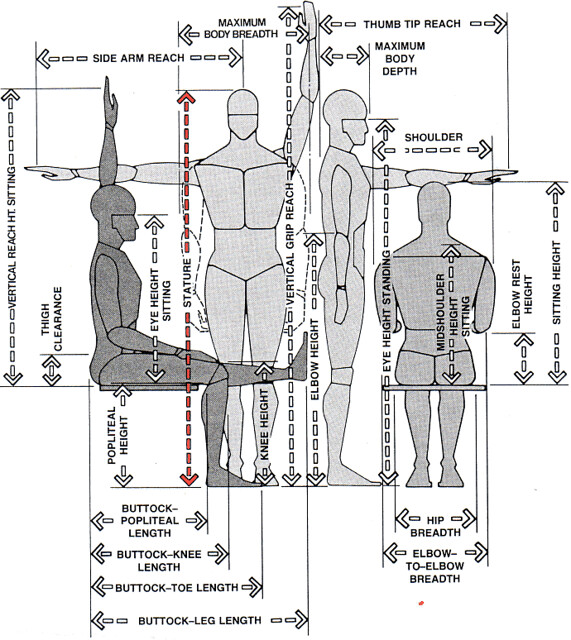 MAXIMUM
BODY BREADTH
THUMB TIP REACH
SIDE ARM REACH
MAXIMUM
BODY
DEPTH
SHOULDER
VERTICAL REACH HT. SITTING
THIGH
CLEARANCE
EYE HEIGHT
SITTING
STATURE
VERTICAL GRIP REACH
ELBOW HEIGHT
EYE HEIGHT STANDING
MIDSHOULDER
HEIGHT
SITTING
ELBOW REST
HEIGHT
SITTING HEIGHT
POPLITEAL
HEIGHT
KNEE HEIGHT
BUTTOCK–
POPLITEAL
LENGTH
BUTTOCK–KNEE
LENGTH
BUTTOCK–TOE LENGTH
BUTTOCK–LEG LENGTH
HIP
BREADTH
ELBOW–
TO–ELBOW
BREADTH